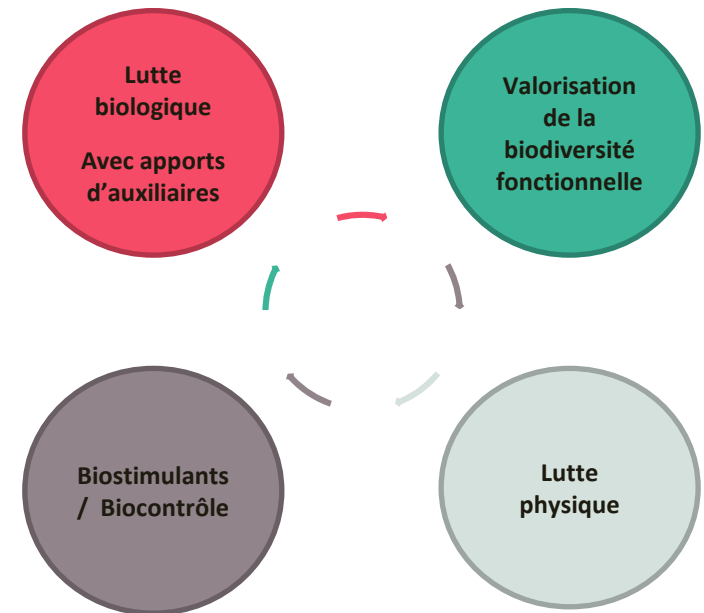 Lutte
biologique
Avec apports
d’auxiliaires
Valorisation
de la
biodiversité
fonctionnelle
Biostimulants
/ Biocontrôle
Lutte
physique